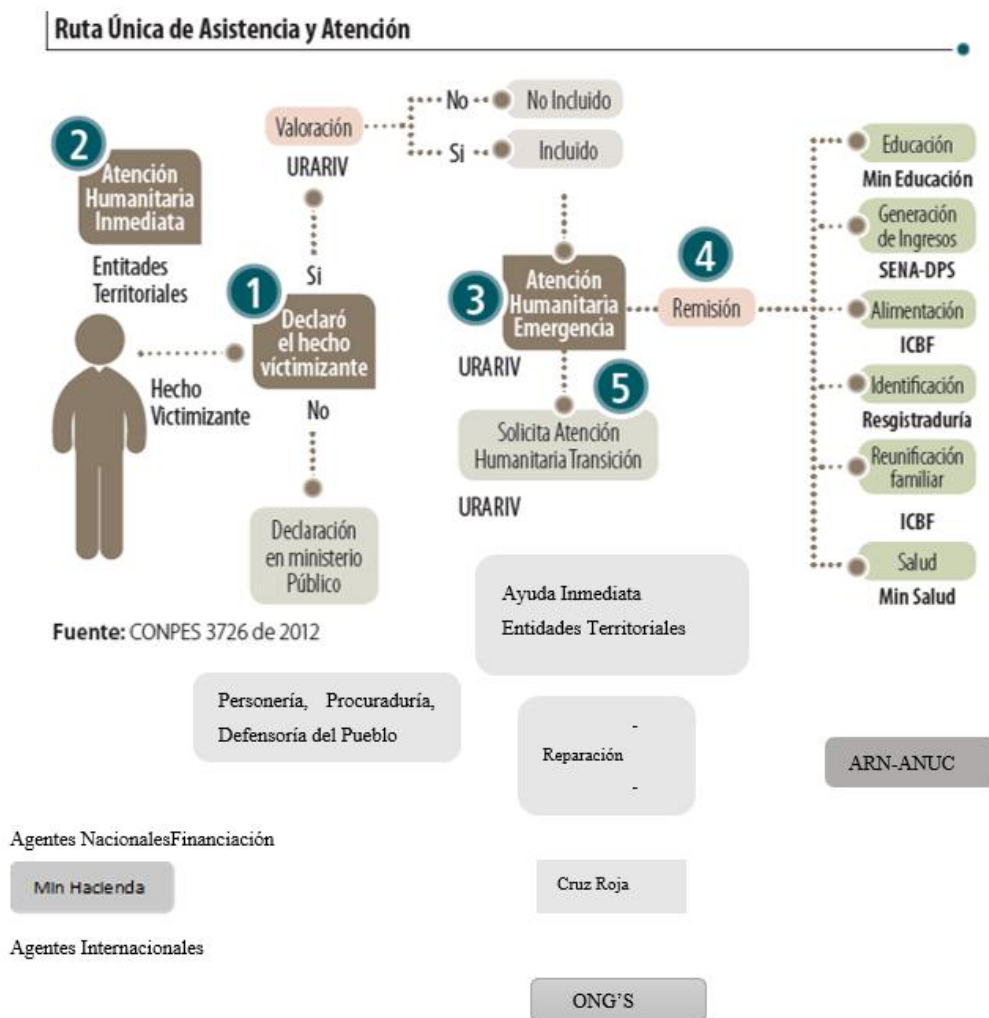 Ruta Única de Asistencia y Atención
No
No Incluido
Valoración
Si
Incluido
URARIV
2
Atención
Humanitaria
Inmediata
Entitades
Territoriales
Si
1
Declaró
el hecho
víctimizante
Hecho
Victimizante
No
Declaración
en ministerio
Público
3
Atención
Humanitaria
Emergencia
URARIV
4
Remisión
5
Solicita Atención
Humanitaria Transición
URARIV
Educación
Min Educación
Generación
de Ingresos
SENA-DPS
Alimentación
ICBF
Identificación
Resgistraduría
Reunificación
familiar
ICBF
Salud
Min Salud
Fuente: CONPES 3726 de 2012
Ayuda Inmediata
Entidades Territoriales
Personería, Procuraduría,
Defensoría del Pueblo
-
Reparación
-
ARN-ANUC
Agentes NacionalesFinanciación
Min Hacienda
Cruz Roja
Agentes Internacionales
ONG’S